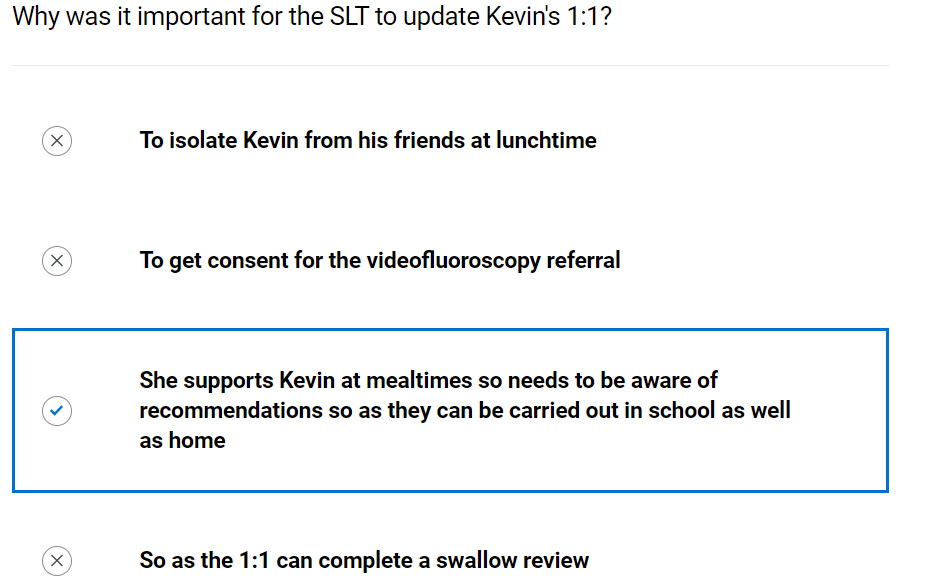 Why was it important for the SLT to update Kevin's 1:1?
To isolate Kevin from his friends at lunchtime
To get consent for the videofluoroscopy referral
She supports Kevin at mealtimes so needs to be aware of
recommendations so as they can be carried out in school as well
as home
So as the 1:1 can complete a swallow review